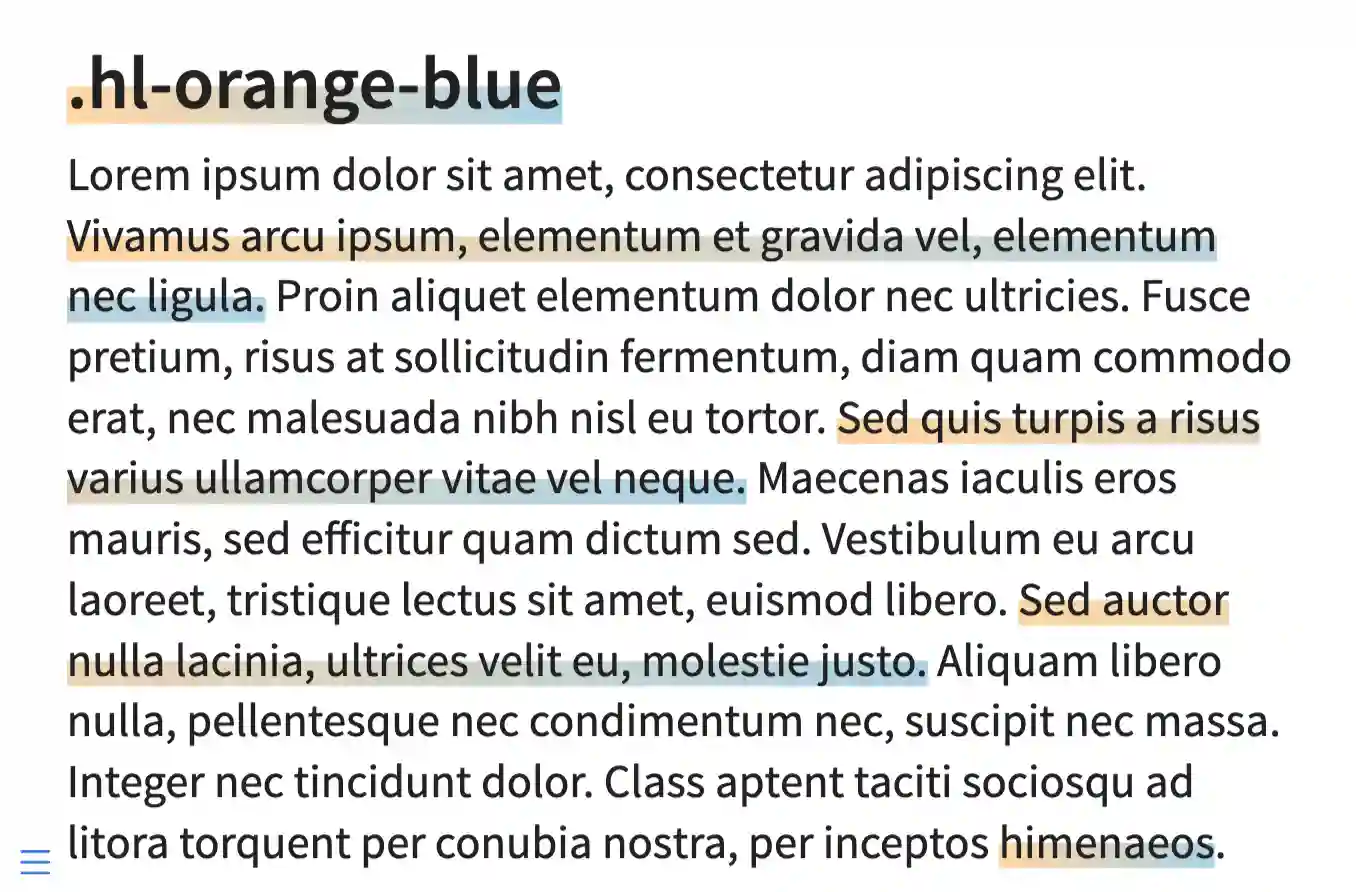 .hl-orange-blue
Lorem ipsum dolor sit amet, consectetur adipiscing elit.
Vivamus arcu ipsum, elementum et gravida vel, elementum
nec ligula. Proin aliquet elementum dolor nec ultricies. Fusce
pretium, risus at sollicitudin fermentum, diam quam commodo
erat, nec malesuada nibh nisl eu tortor. Sed quis turpis a risus
varius ullamcorper vitae vel neque. Maecenas iaculis eros
mauris, sed efficitur quam dictum sed. Vestibulum eu arcu
laoreet, tristique lectus sit amet, euismod libero. Sed auctor
nulla lacinia, ultrices velit eu, molestie justo. Aliquam libero
nulla, pellentesque nec condimentum nec, suscipit nec massa.
Integer nec tincidunt dolor. Class aptent taciti sociosqu ad
litora torquent per conubia nostra, per inceptos himenaeos.